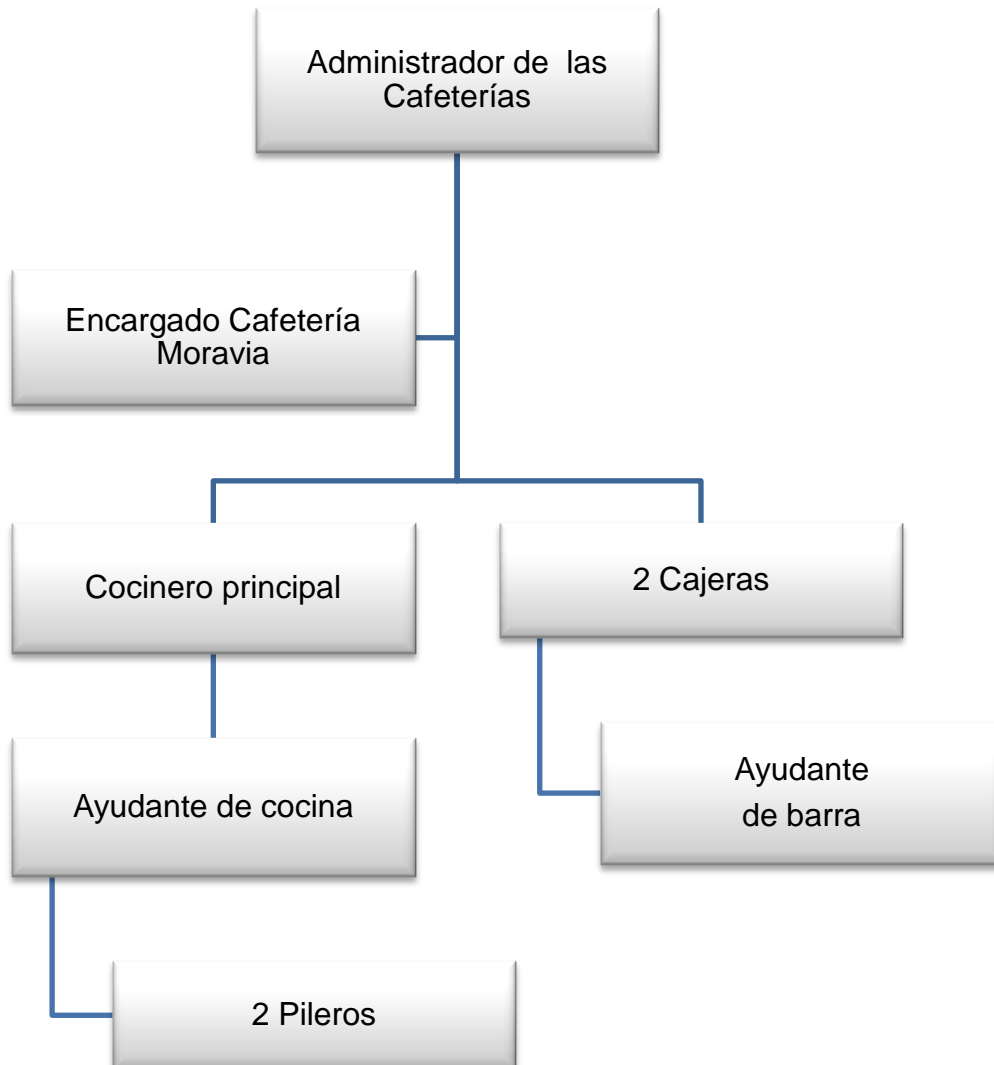 Administrador de las
Cafeterías
Encargado Cafetería
Moravia
Cocinero principal
2 Cajeras
Ayudante de cocina
Ayudante
de barra
2 Pileros